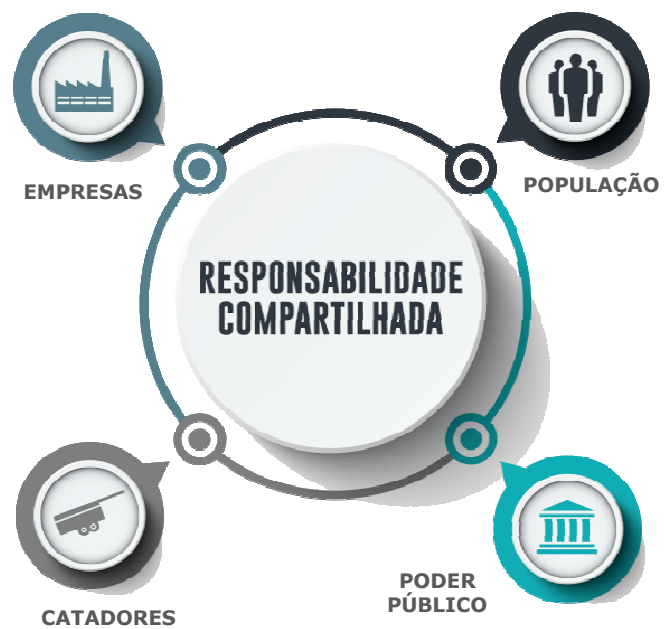 EMPRESAS
POPULAÇÃO
RESPONSABILIDADE
COMPARTILHADA
CATADORES
PODER
PÚBLICO